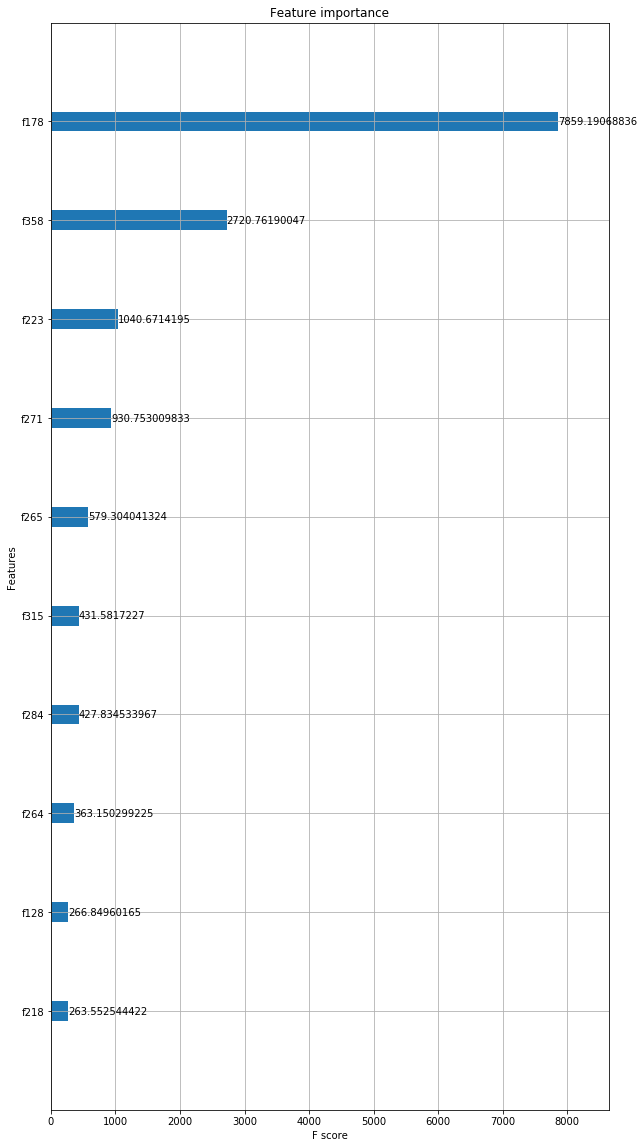 Feature importance
f178 7859.19068836
f358 2720.76190047
f223 1040.6714195
f271 930.753009833
f265 579.304041324
f315 431.5817227
f284 427.834533967
f264 363.150299225
f128 266.84960165
f218 263.552544422
Features
0 1000 2000 3000 4000 5000 6000 7000 8000
F score